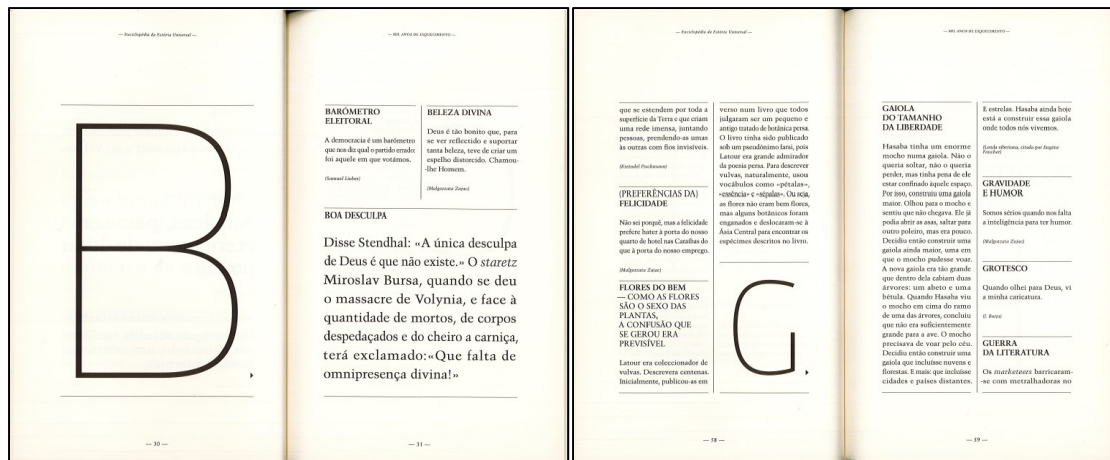 — Enciclopédia da Estória Universal —
B
— 30 —
— MIL ANOS DE ESQUECIMENTO —
BARÓMETRO
ELEITORAL
A democracia é um barómetro
que nos diz qual o partido errado:
foi aquele em que votámos.
(Samuel Lieber)
BELEZA DIVINA
Deus é tão bonito que, para
se ver reflectido e suportar
tanta beleza, teve de criar um
espelho distorcido. Chamou-
-lhe Homem.
(Malgorzata Zajac)
BOA DESCULPA
Disse Stendhal: «A única desculpa
de Deus é que não existe.» O staretz
Miroslav Bursa, quando se deu
o massacre de Volynia, e face à
quantidade de mortos, de corpos
despedaçados e do cheiro a carniça,
terá exclamado:«Que falta de
omnipresença divina!»
— 31 —
— Enciclopédia da Estória Universal —
que se estendem por toda a
superfície da Terra e que criam
uma rede imensa, juntando
pessoas, prendendo-as umas
às outras com fios invisíveis.
(PREFERÊNCIAS DA)
FELICIDADE
Não sei porquê, mas a felicidade
prefere bater à porta do nosso
quarto de hotel nas Caraíbas do
que à porta do nosso emprego.
(Malgorzata Zajac)
FLORES DO BEM
— COMO AS FLORES
SÃO O SEXO DAS
PLANTAS,
A CONFUSÃO QUE
SE GEROU ERA
PREVISÍVEL
Latour era coleccionador de
vulvas. Descrevera centenas.
Inicialmente, publicou-as em
verso num livro que todos
julgaram ser um pequeno e
antigo tratado de botânica persa.
O livro tinha sido publicado
sob um pseudónimo farsi, pois
Latour era grande admirador
da poesia persa. Para descrever
vulvas, naturalmente, usou
vocábulos como «pétalas»,
«essência» e «sépalas». Ou seja,
as flores não eram bem flores,
mas alguns botânicos foram
enganados e deslocaram-se à
Ásia Central para encontrar os
espécimes descritos no livro.
G
— 58 —
— MIL ANOS DE ESQUECIMENTO —
GAIOLA
DO TAMANHO
DA LIBERDADE
Hasaba tinha um enorme
mocho numa gaiola. Não o
queria soltar, não o queria
perder, mas tinha pena de ele
estar confinado àquele espaço.
Por isso, construiu uma gaiola
maior. Olhou para o mocho e
sentiu que não chegava. Ele já
podia abrir as asas, saltar para
outro poleiro, mas era pouco.
Decidiu então construir uma
gaiola ainda maior, uma em
que o mocho pudesse voar.
A nova gaiola era tão grande
que dentro dela cabiam duas
árvores: um abeto e uma
bétula. Quando Hasaba viu
o mocho em cima do ramo
de uma das árvores, concluiu
que não era suficientemente
grande para a ave. O mocho
precisava de voar pelo céu.
Decidiu então construir uma
gaiola que incluísse nuvens e
florestas. E mais: que incluísse
cidades e países distantes.
E estrelas. Hasaba ainda hoje
está a construir essa gaiola
onde todos nós vivemos.
(Lenda siberiana, citada por Eugène
GRAVIDADE
E HUMOR
Somos sérios quando nos falta
a inteligência para ter humor.
(Malgorzata Zajac)
GROTESCO
Quando olhei para Deus, vi
a minha caricatura.
GUERRA
DA LITERATURA
Os marketeers barricaram-
-se com metralhadoras no
— 59 —